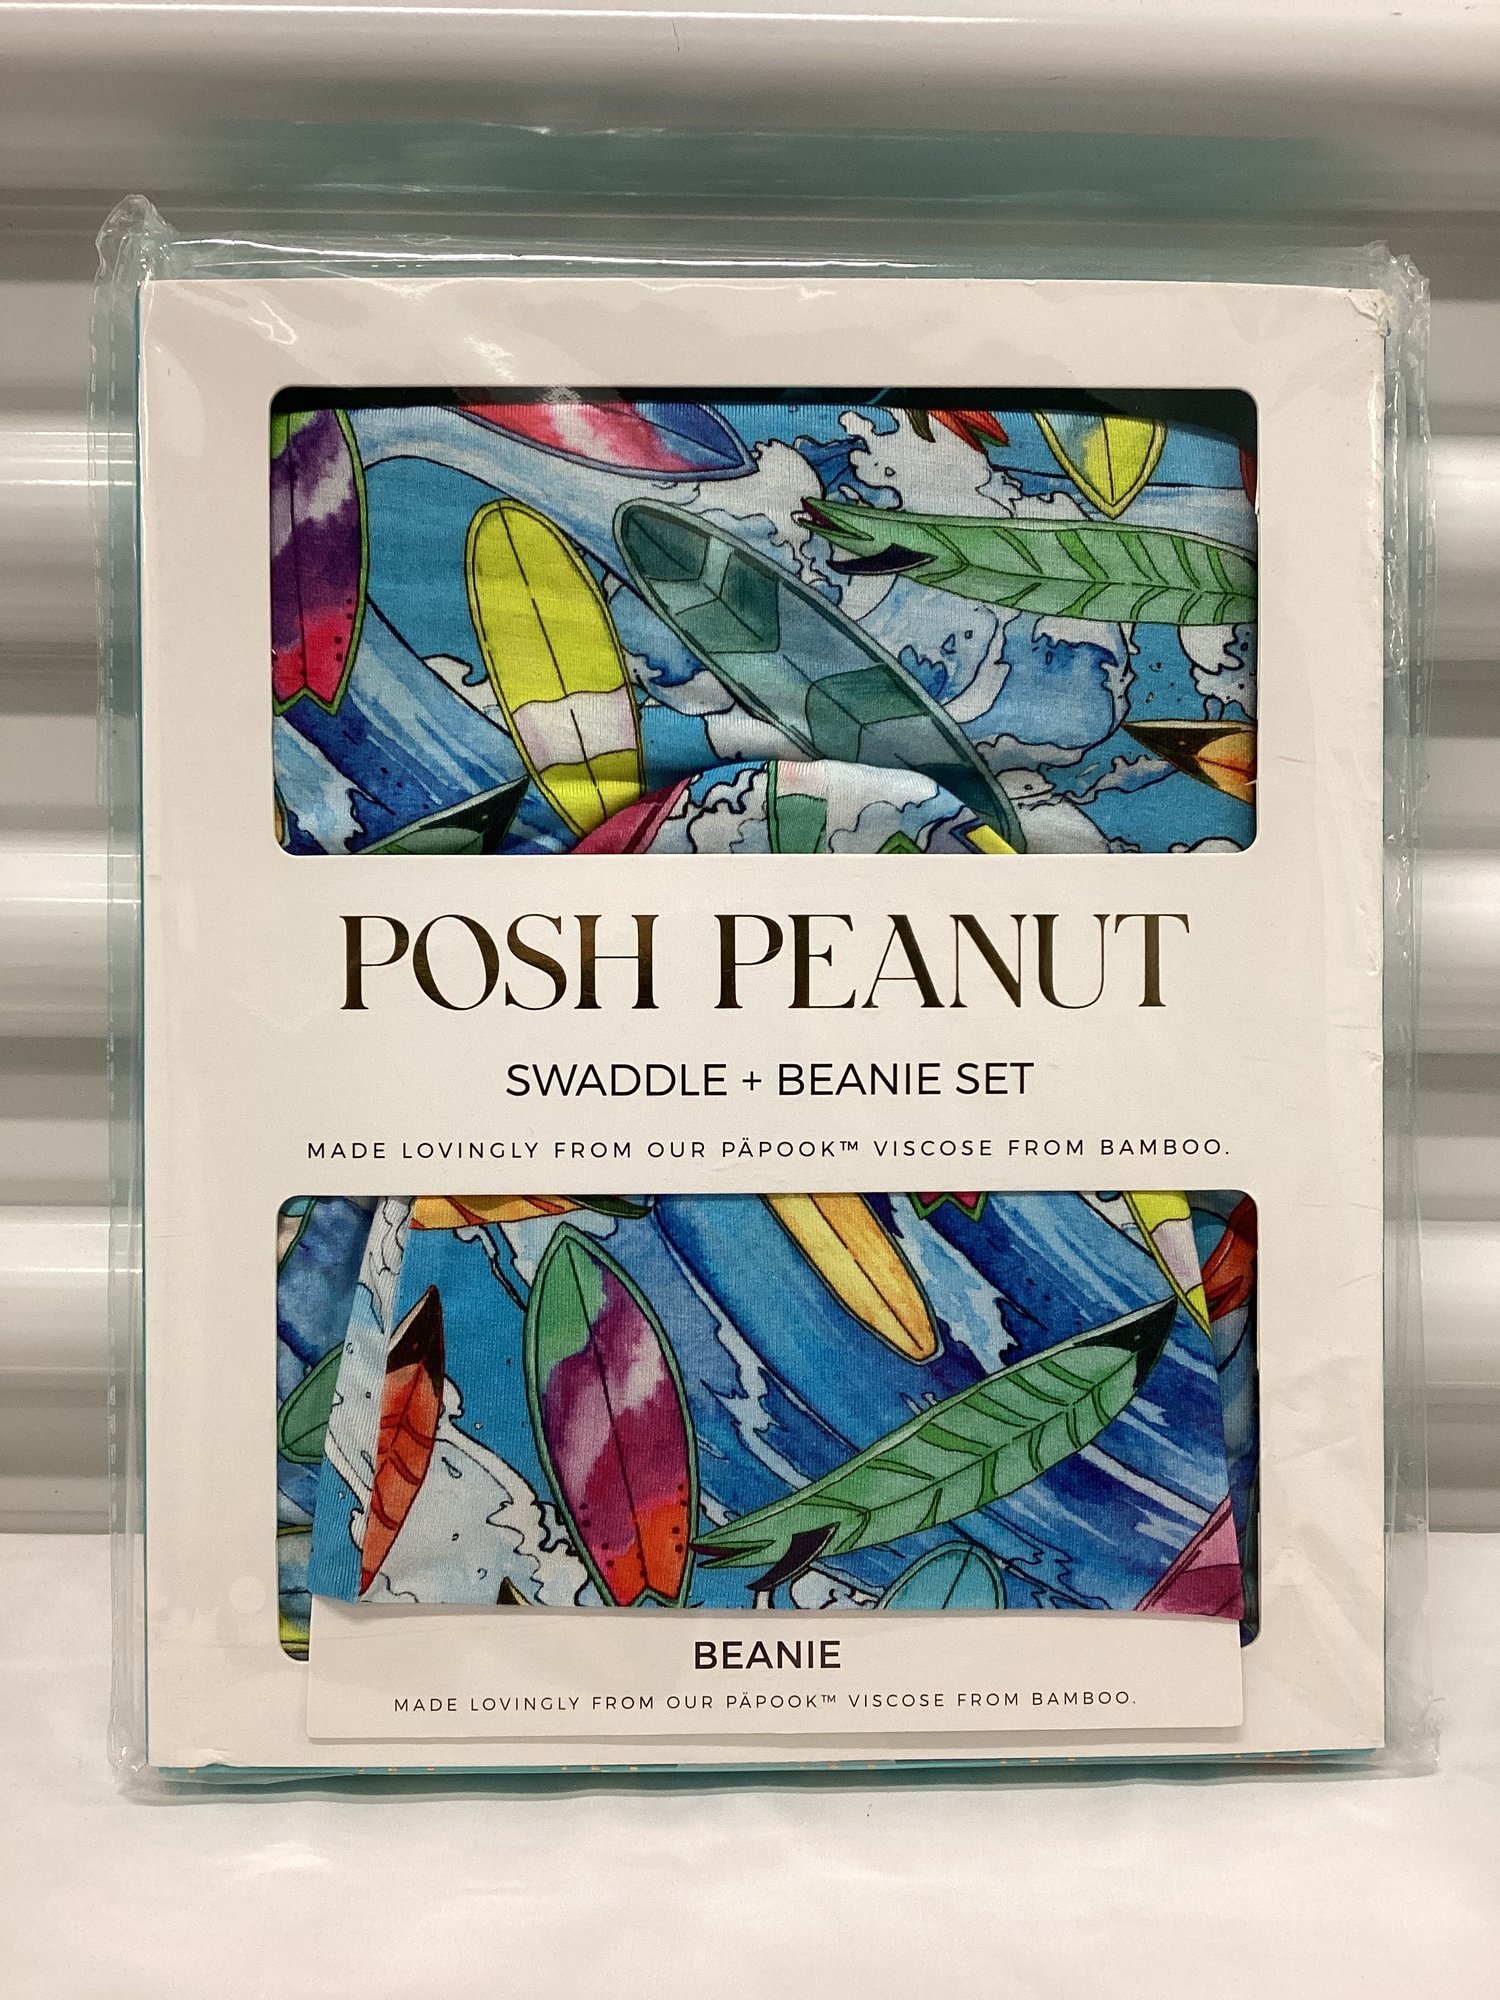 POSH PEANUT
SWADDLE + BEANIE SET
MADE LOVINGLY FROM OUR PÄPOOK™ VISCOSE FROM BAMBOO.
BEANIE
MADE LOVINGLY FROM OUR PÄPOOK™ VISCOSE FROM BAMBOO.